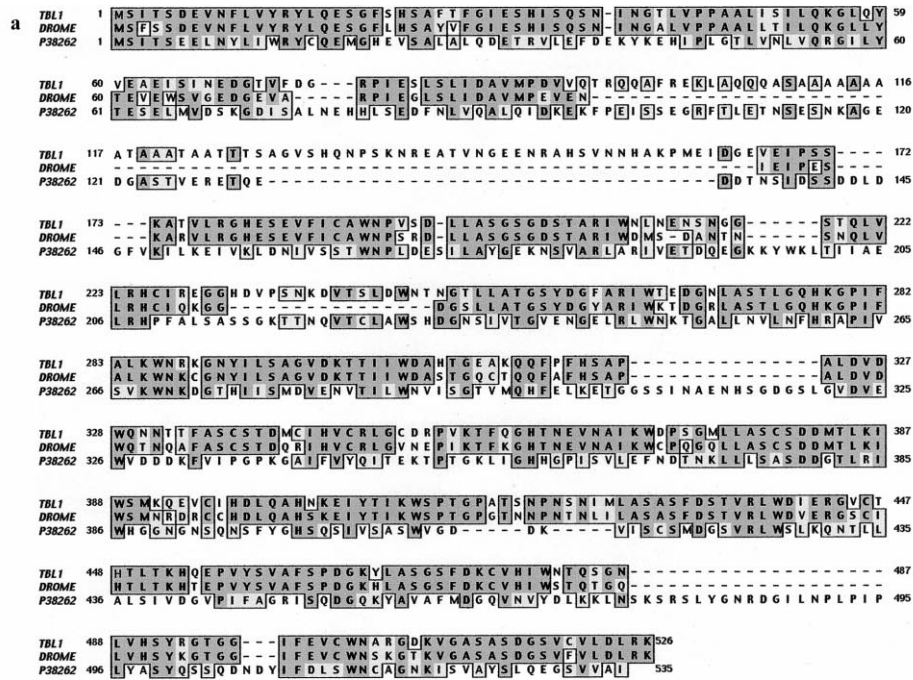 a
TBL1 1 MSITSDEVNFLVYRYLQESGFSHSAFTFGIESHISQSN--INGTLVPPAALISILQKGLQY 59
DROME MSFSSDEVNFLVYRYLQESGFLHSAYVFGIESHISQSN--INGALVPPAALLTILQKGLLY
P38262 1 MSITSEELNYLIWRYCQEMGHEVSALALQDETRVLEFDEKYKEHIPLGTLVNLVQRGILY 60
TBL1 60 VEAEISINEDGTVFDG---RPIESLSLIDAVMPDVVQTRQQAFREKLAQQQASAAAAAAA 116
DROME 60 TEVEWSVGEDGEVA---RPIEGLSLIDAVMPEVEN-----------------------
P38262 61 TESELMVDSKGDISALNEHHLSEDFNLVQALQIDKEKFPEISSEGRFTLETNSESNKAGE 120
TBL1 117 ATAAATAATTTSAGVSHQNPSKNREATVNGEENRAHSVNNHAKPMEIDGEVEIPSS---- 172
DROME --------------------------------------------------IEIPES----
P38262 121 DGASTVERETQE-----------------------------------DDTNSIDSSDDLD 145
TBL1 173 ---KATVLRGHESEVFICAWNPVSD-LLASGSGDSTARIWNLNENSNGG------STQLV 222
DROME ---KARVLRGHESEVFICAWNPSRD-LLASGSGDSTARIWDMS-DANTN------SNQLV
P38262 146 GFVKILKEIVKLDNIVSSTWNPLDESILAYGEKNSVARLARIVETDQEGKKYWKLTIIAE 205
TBL1 223 LRHCIREGGHDVPSNKDVTSLDWNTNGTLLATGSYDGFARIWTEDGNLASTLGQHKGPIF 282
DROME LRHCIQKGG-----------------DGSLLATGSYDGYARIWKTDGRLASTLGQHKGPIF
P38262 206 LRHPFALSASSGKTTNQVTCLAWSHDGNSIVTGVENGELRLWNKTGALLNVLNFHRAPIV 265
TBL1 283 ALKWNRKGNYILSAGVDKTTIIWDAHTGEAKQQFPFHSAP---------------ALDVD 327
DROME ALKWNKCGNYILSAGVDKTTIIWDASTGQCTQQFAFHSAP---------------ALDVD
P38262 266 SVKWNKDGTHIISMDVENVTILWNVISGTVMQHFELKETGGSSINAENHSGDGSLGVDVE 325
TBL1 328 WQNNTTFASCSTDMCIHVCRLGCDRPVKTFQGHTNEVNAIKWDPSGMLLASCSDDMTLKI 387
DROME WQTNQAFASCSTDQRIHVCRLGVNEPIKTFKGHTNEVNAIKWCPQGQLLASCSDDMTLKI
P38262 326 WVDDDKFVIPGPKGAIFVYQITEKTPTGKLIGHHGPISVLEFNDTNKLLLSASDDGTLRI 385
TBL1 388 WSMKQEVCIHDLQAHNKEIYTIKWSPTGPATSNPNSNIMLASASFDSTVRLWDIERGVCT 447
DROME WSMNRDRCCHDLQAHSKEIYTIKWSPTGPGTNNPNTNLILASASFDSTVRLWDVERGSCI
P38262 386 WHGGNGNSQNSFYGHSQSIVSASWVGD----DK------VISCSMDGSVRLWSLKQNTLL 435
TBL1 448 HTLTKHQEPVYSVAFSPDGKYLASGSFDKCVHIWNTQSGN-------------------- 487
DROME HTLTKHTEPVYSVAFSPDGKHLASGSFDKCVHIWSTQTGQ--------------------
P38262 436 ALSIVDGVPIFAGRISQDGQKYAVAFMDGQVNVYDLKKLNSKSRSLYGNRDGILNPLPIP 495
TBL1 488 LVHSYRGTGG---IFEVCWNARGDKVGASASDGSVCVLDLRK 526
DROME LVHSYKGTGG---IFEVCWNSKGTKVGASASDGSVFVLDLRK
P38262 496 LYASYQSSQDNDYIFDLSWNCAGNKISVAYSLQEGSVVAI 535